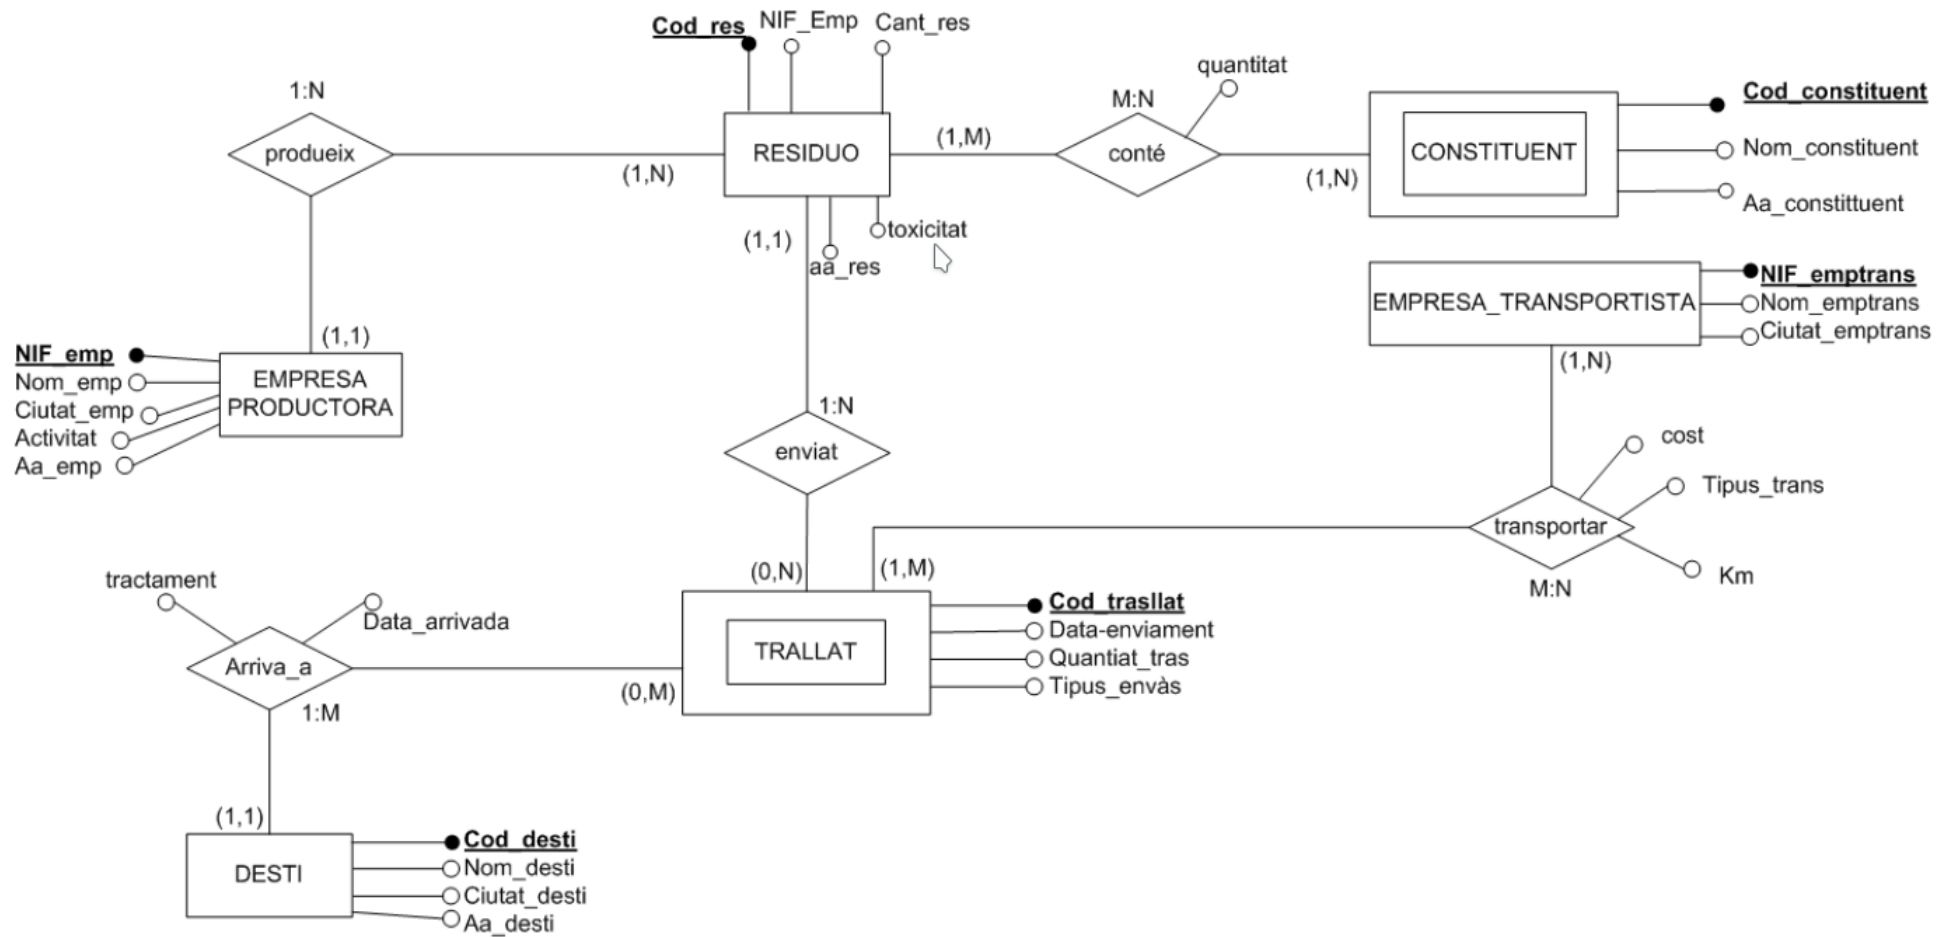 Cod_res
NIF_Emp
Cant_res
quantitat
1:N
M:N
Cod_constituent
produeix
RESIDUO
(1,M)
conté
CONSTITUENT
Nom_constituent
(1,N)
(1,N)
Aa_constittuent
(1,1)
toxicitat
aa_res
NIF_emptrans
EMPRESA_TRANSPORTISTA
Nom_emptrans
Ciutat_emptrans
(1,1)
(1,N)
NIF_emp
Nom_emp
Ciutat_emp
Activitat
Aa_emp
EMPRESA
PRODUCTORA
1:N
enviat
cost
Tipus_trans
transportar
Km
M:N
(0,N)
(1,M)
tractament
Data_arrivada
Cod_trasllat
Data-enviament
Quantiat_tras
Tipus_envàs
TRALLAT
Arriva_a
(0,M)
1:M
(1,1)
DESTI
Cod_desti
Nom_desti
Ciutat_desti
Aa_desti